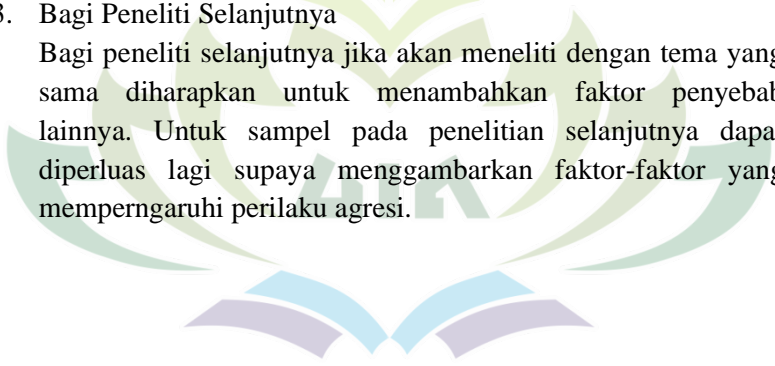 3. Bagi Peneliti Selanjutnya
Bagi peneliti selanjutnya jika akan meneliti dengan tema yang
sama diharapkan untuk menambahkan faktor penyebab
lainnya. Untuk sampel pada penelitian selanjutnya dapat
diperluas lagi supaya menggambarkan faktor-faktor yang
memperngaruhi perilaku agresi.